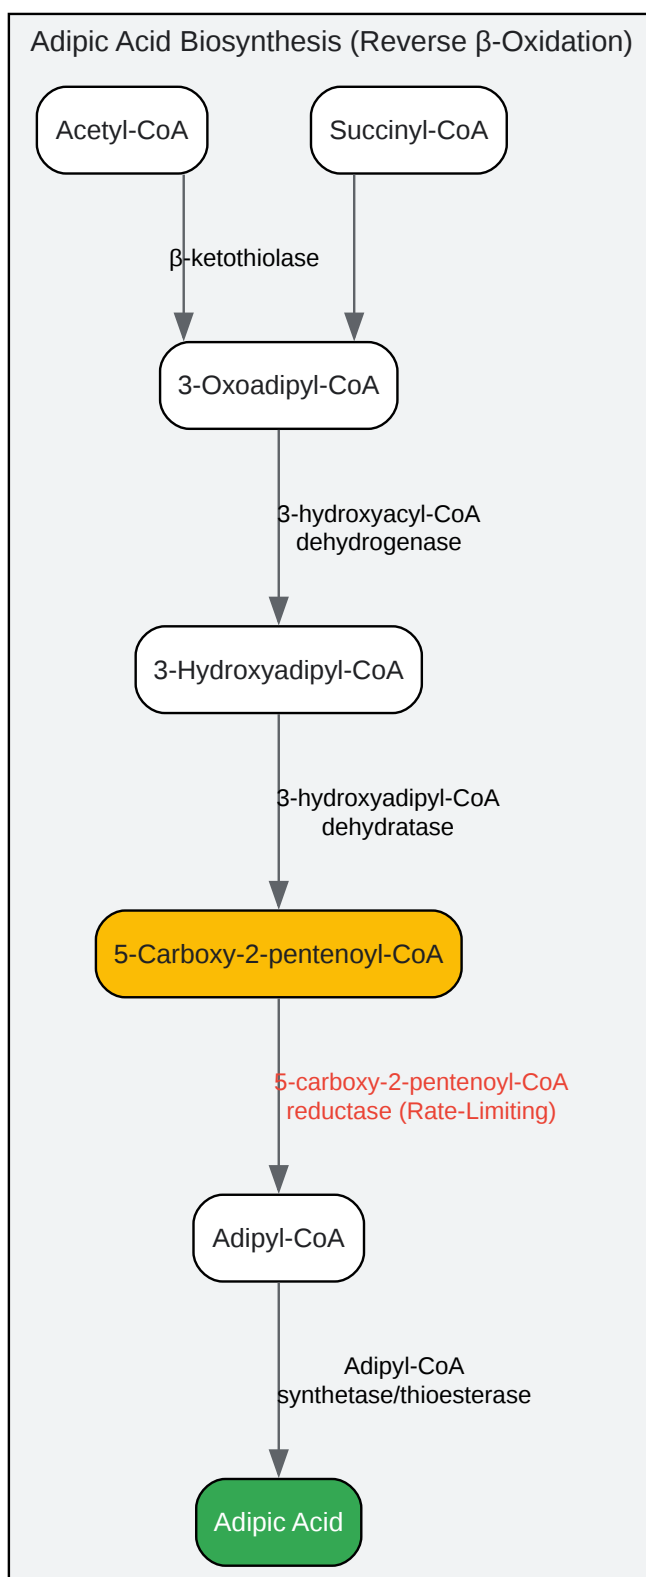 Adipic Acid Biosynthesis (Reverse β-Oxidation)
Acetyl-CoA
Succinyl-CoA
β-ketothiolase
3-Oxoadipyl-CoA
3-hydroxyacyl-CoA
dehydrogenase
3-Hydroxyadipyl-CoA
3-hydroxyadipyl-CoA
dehydratase
5-Carboxy-2-pentenoyl-CoA
5-carboxy-2-pentenoyl-CoA
reductase (Rate-Limiting)
Adipyl-CoA
Adipyl-CoA
synthetase/thioesterase
Adipic Acid